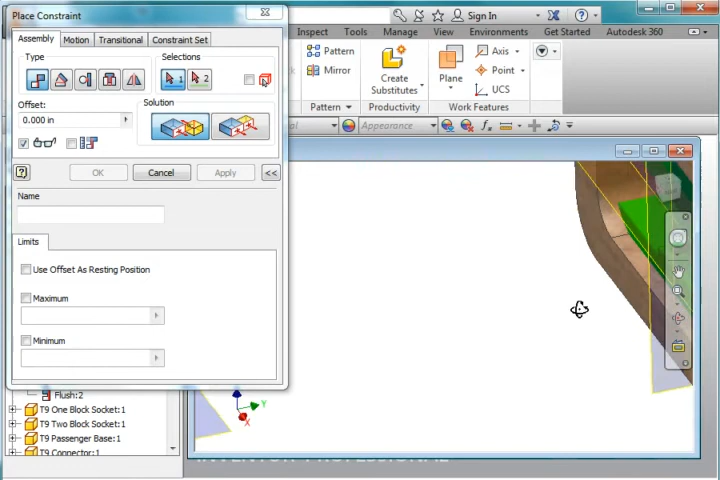 Place Constraint
Sign In
Assembly Motion Transitional Constraint Set
Inspect Tools Manage View Environments Get Started Autodesk 360
Type
Selections
1
2
Offset:
0.000 in
Solution
OK
Cancel
Apply
<<
Name
Limits
Use Offset As Resting Position
Maximum
Minimum
Pattern
Mirror
Pattern
Create
Substitutes
Productivity
Plane
Axis
Point
UCS
Work Features
Appearance
Flush:2
T9 One Block Socket:1
T9 Two Block Socket:1
T9 Passenger Base:1
T9 Connector:1
Y
X